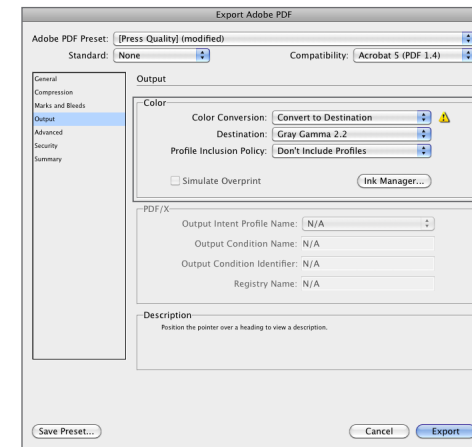 Export Adobe PDF
Adobe PDF Preset: [Press Quality] (modified)
Standard: None Compatibility: Acrobat 5 (PDF 1.4)
General
Compression
Marks and Bleeds
Output
Advanced
Security
Summary
Output
Color
Color Conversion: Convert to Destination
Destination: Gray Gamma 2.2
Profile Inclusion Policy: Don't Include Profiles
Simulate Overprint Ink Manager...
PDF/X
Output Intent Profile Name: N/A
Output Condition Name: N/A
Output Condition Identifier: N/A
Registry Name: N/A
Description
Position the pointer over a heading to view a description.
Save Preset... Cancel Export